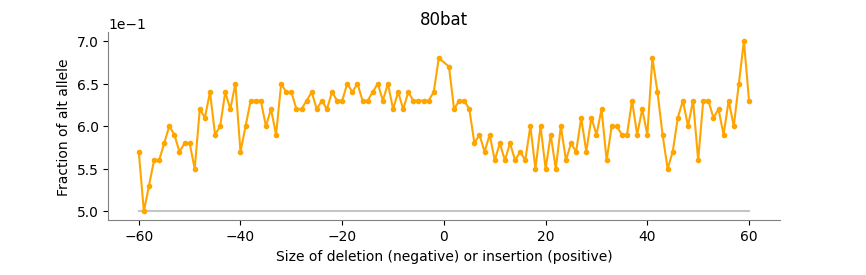 80bat
1e−1
7.0
6.5
6.0
5.5
5.0
Fraction of alt allele
−60 −40 −20 0 20 40 60
Size of deletion (negative) or insertion (positive)